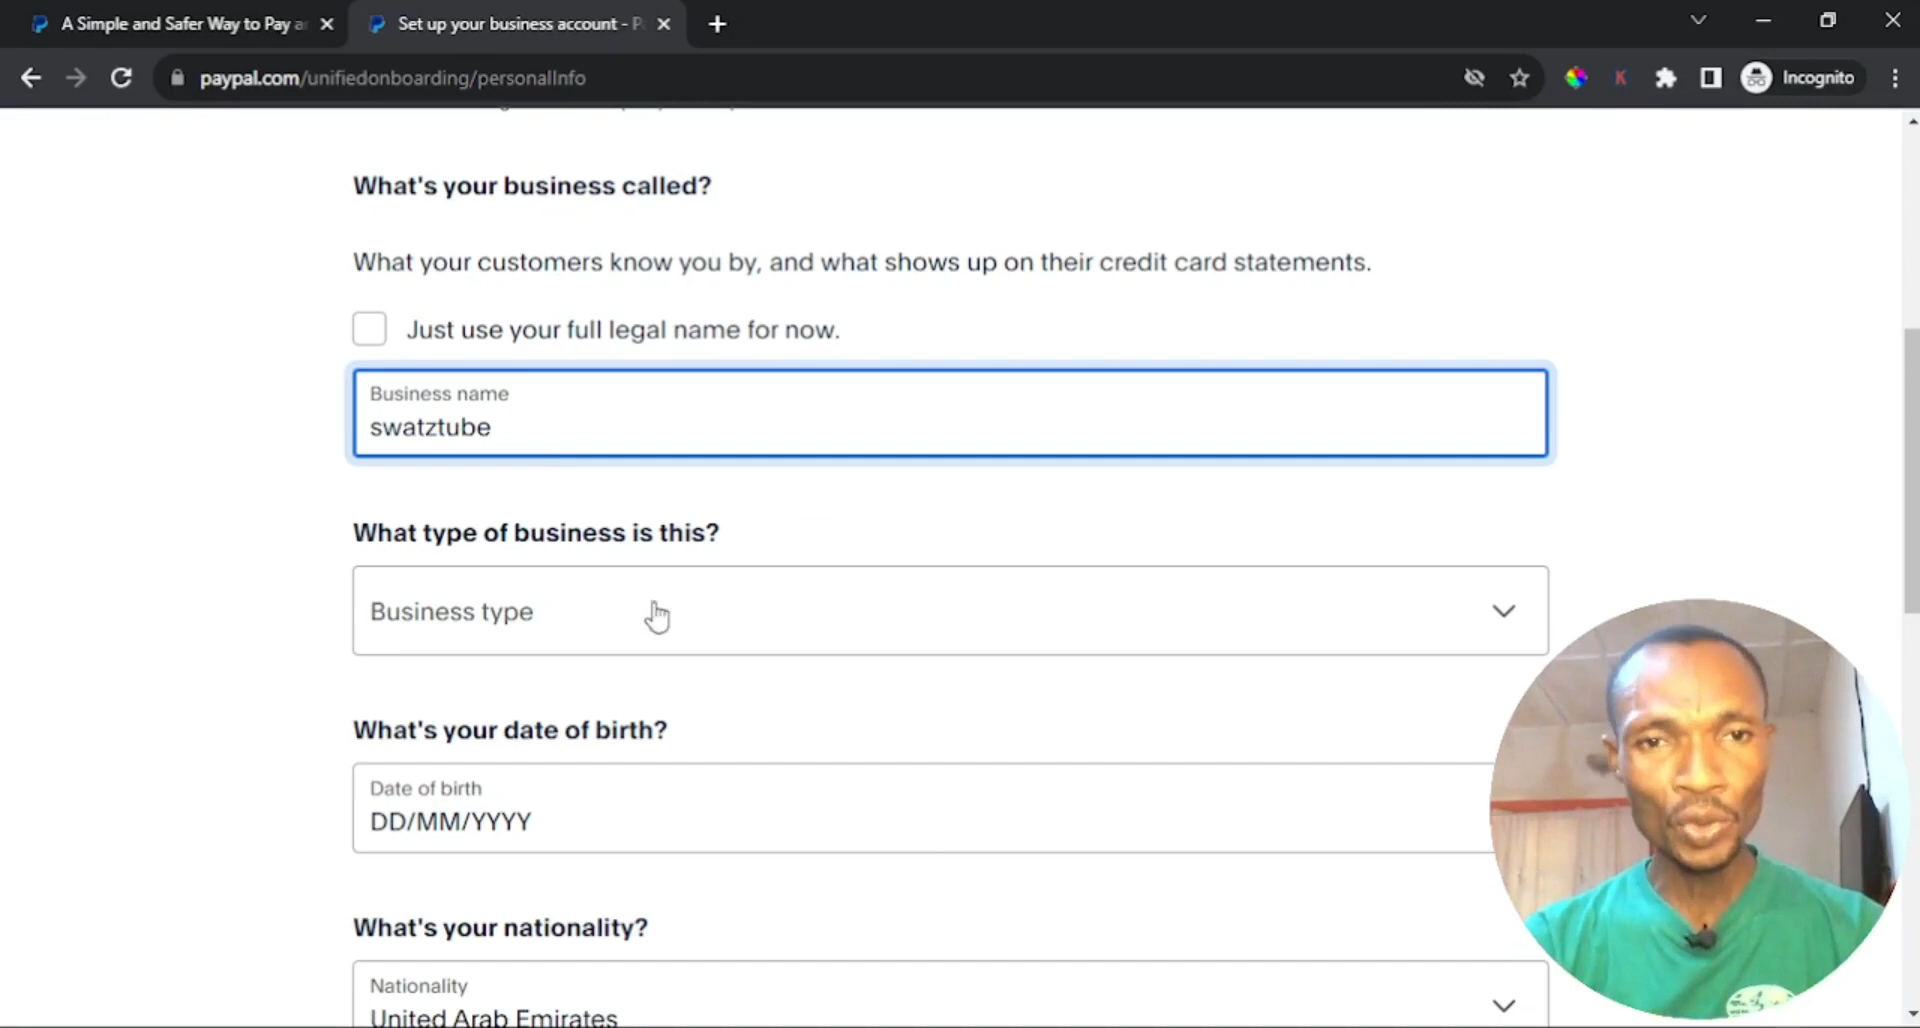 A Simple and Safer Way to Pay a
Set up your business account - P
paypal.com/unifiedonboarding/personalInfo
K
Incognito
What's your business called?
What your customers know you by, and what shows up on their credit card statements.
Just use your full legal name for now.
Business name
swatztube
What type of business is this?
Business type
What's your date of birth?
Date of birth
DD/MM/YYYY
What's your nationality?
Nationality
United Arab Emirates